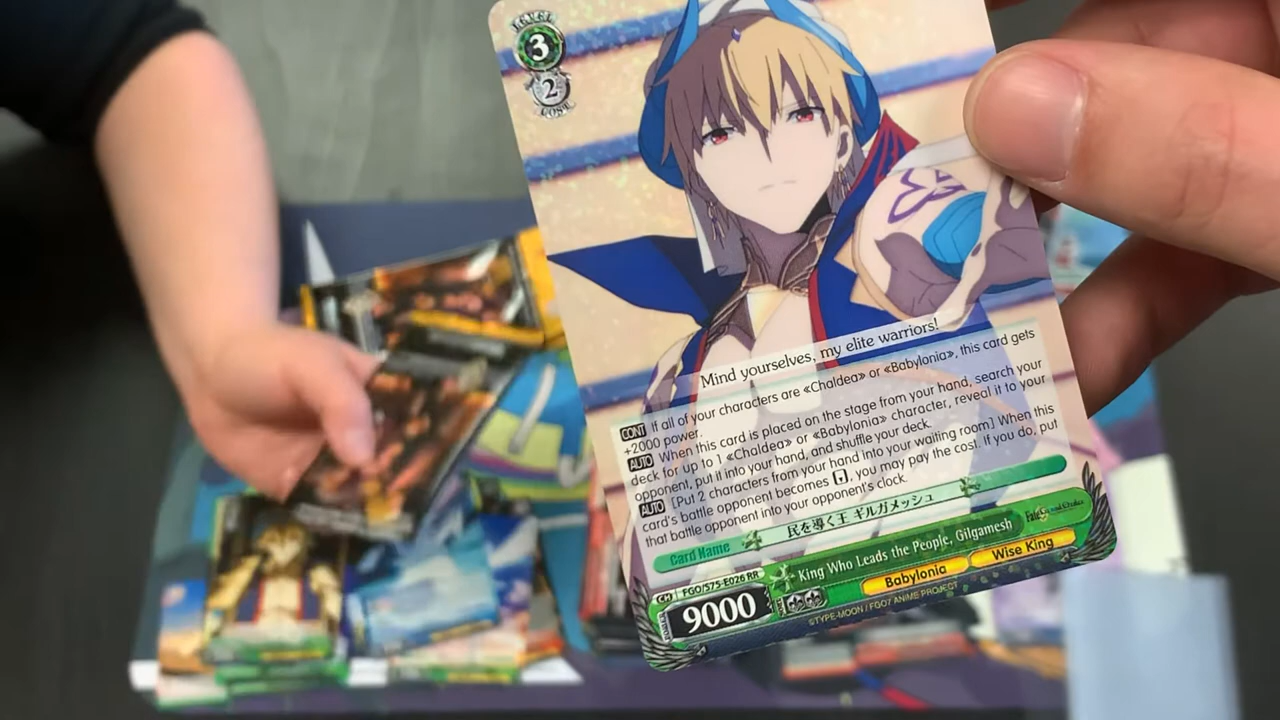 LEVEL
3
2
COST
Mind yourselves, my elite warriors!
CONT If all of your characters are «Chaldea» or «Babylonia», this card gets
+2000 power.
AUTO When this card is placed on the stage from your hand, search your
deck for up to 1 «Chaldea» or «Babylonia» character, reveal it to your
opponent, put it into your hand, and shuffle your deck.
AUTO [Put 2 characters from your hand into your waiting room] When this
card's battle opponent becomes, you may pay the cost. If you do, put
that battle opponent into your opponent's clock.
Card Name 民を導く王 ギルガメッシュ
CH FGO/S75-E026 RR King Who Leads the People, Gilgamesh Fate/Grand Order
9000 Babylonia Wise King
©TYPE-MOON / FGO7 ANIME PROJECT